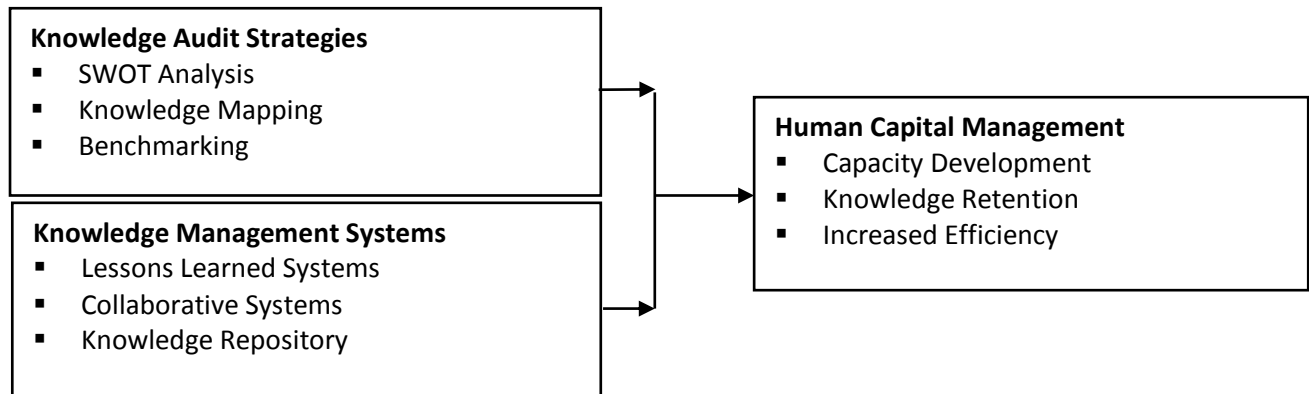 Knowledge Audit Strategies
▪ SWOT Analysis
▪ Knowledge Mapping
▪ Benchmarking
Knowledge Management Systems
▪ Lessons Learned Systems
▪ Collaborative Systems
▪ Knowledge Repository
Human Capital Management
▪ Capacity Development
▪ Knowledge Retention
▪ Increased Efficiency